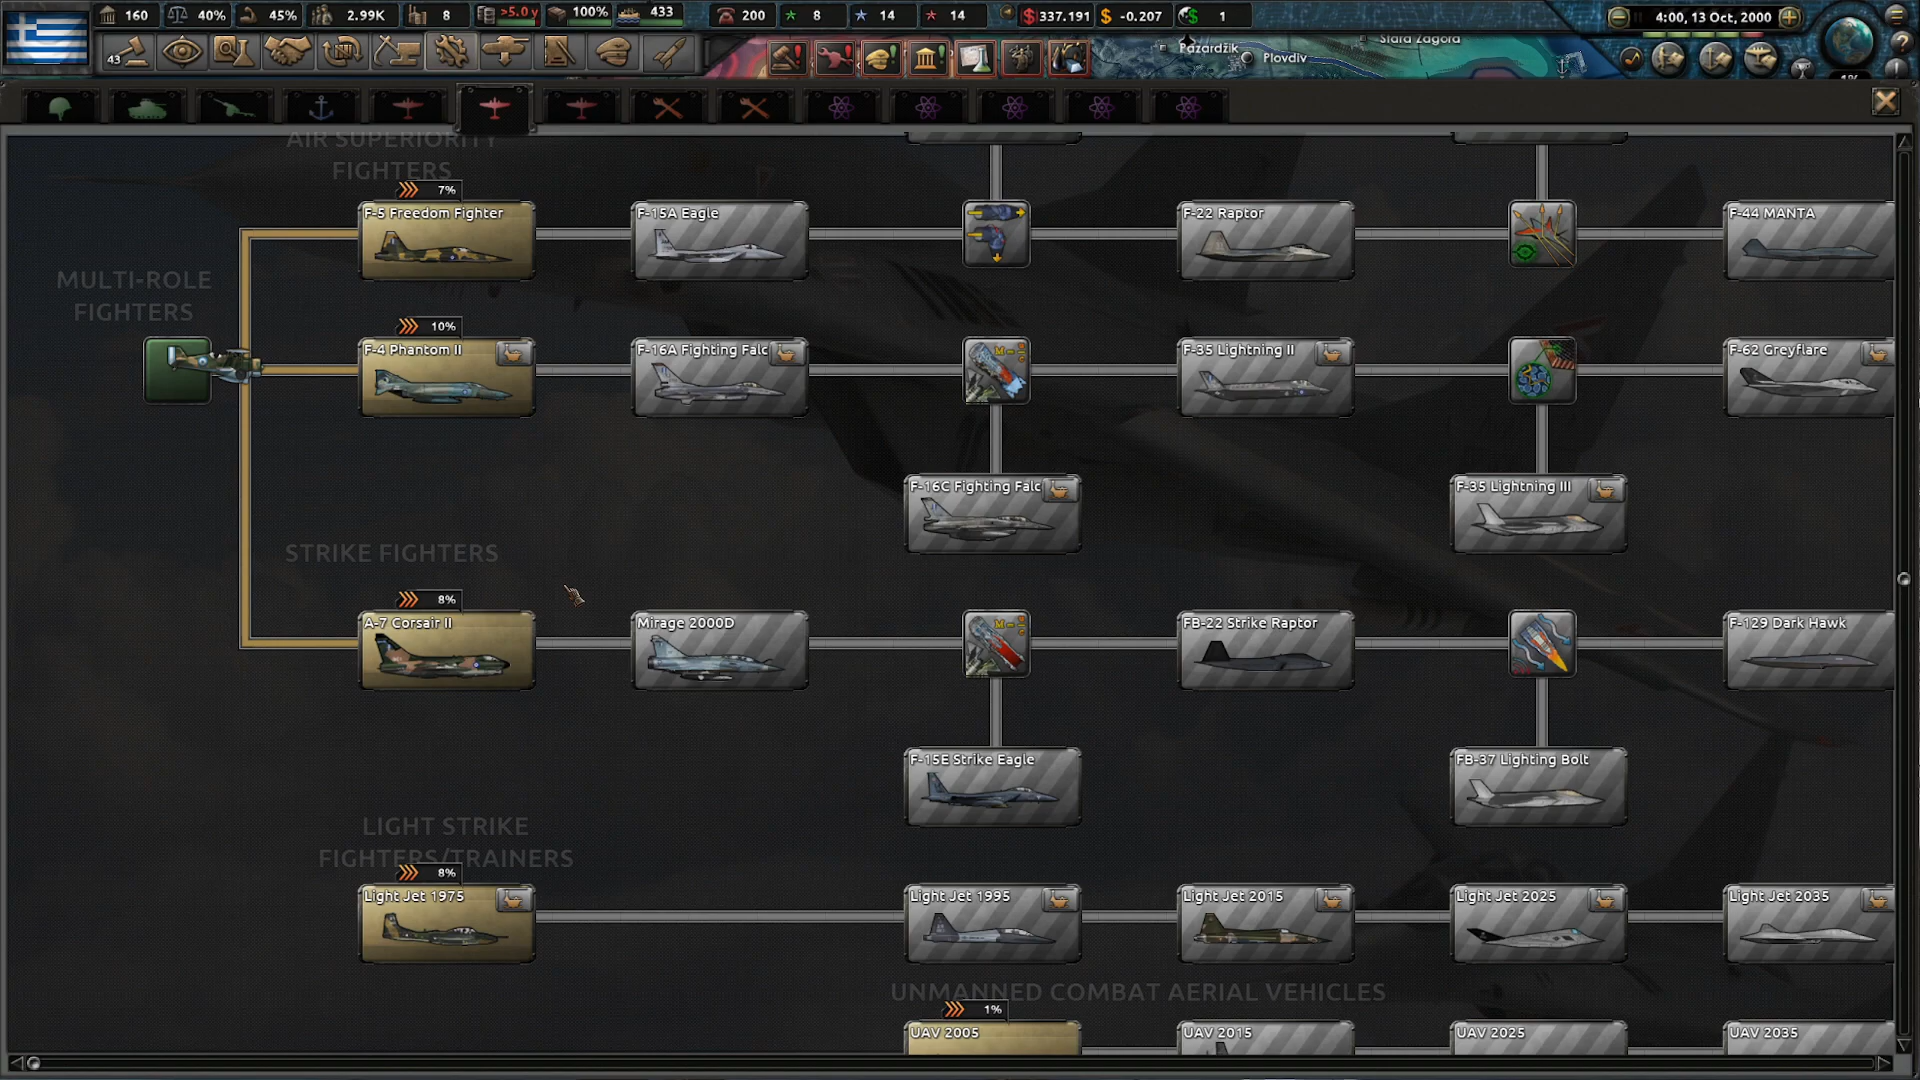 160 40% 45% 2.99K 8 >5.0 y 100% 433 200 8 14 14 337.191 -0.207 1 4:00, 13 Oct, 2000
43
Pazardžik Plovdiv Stara Zagora
1%
AIR SUPERIORITY
FIGHTERS
7%
F-5 Freedom Fighter F-15A Eagle F-22 Raptor F-44 MANTA
MULTI-ROLE
FIGHTERS
10%
F-4 Phantom II F-16A Fighting Falc F-35 Lightning II F-62 Greyflare
F-16C Fighting Falc F-35 Lightning III
STRIKE FIGHTERS
8%
A-7 Corsair II Mirage 2000D FB-22 Strike Raptor F-129 Dark Hawk
F-15E Strike Eagle FB-37 Lighting Bolt
LIGHT STRIKE
FIGHTERS/TRAINERS
8%
Light Jet 1975 Light Jet 1995 Light Jet 2015 Light Jet 2025 Light Jet 2035
UNMANNED COMBAT AERIAL VEHICLES
1%
UAV 2005 UAV 2015 UAV 2025 UAV 2035